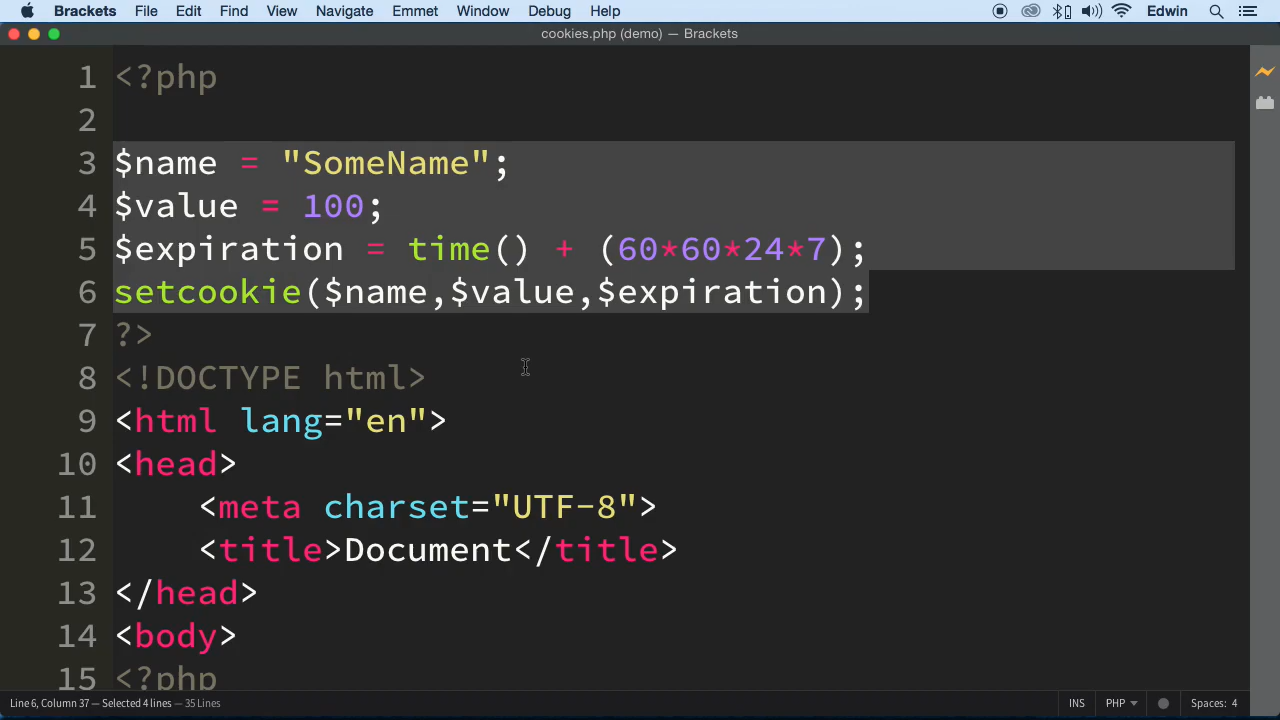 Brackets File Edit Find View Navigate Emmet Window Debug Help Edwin
cookies.php (demo) — Brackets
1 <?php
2
3 $name = "SomeName";
4 $value = 100;
5 $expiration = time() + (60*60*24*7);
6 setcookie($name,$value,$expiration);
7 ?>
8 <!DOCTYPE html>
9 <html lang="en">
10 <head>
11 <meta charset="UTF-8">
12 <title>Document</title>
13 </head>
14 <body>
15 <?php
Line 6, Column 37 — Selected 4 lines — 35 Lines INS PHP Spaces: 4